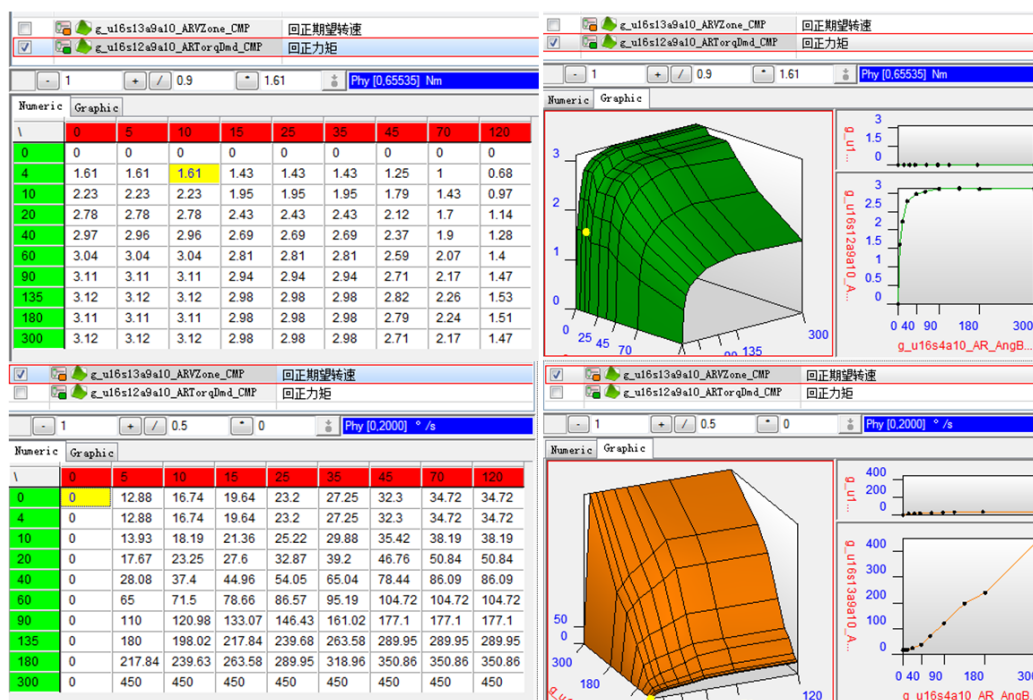 g_u16s13a9a10_ARVZone_CMP 回正期望转速
g_u16s12a9a10_ARTorqDmd_CMP 回正力矩
- 1 + / 0.9 * 1.61 Phy [0,65535] Nm
Numeric Graphic
\ 0 5 10 15 25 35 45 70 120
0 0 0 0 0 0 0 0 0 0
4 1.61 1.61 1.61 1.43 1.43 1.43 1.25 1 0.68
10 2.23 2.23 2.23 1.95 1.95 1.95 1.79 1.43 0.97
20 2.78 2.78 2.78 2.43 2.43 2.43 2.12 1.7 1.14
40 2.97 2.96 2.96 2.69 2.69 2.69 2.37 1.9 1.28
60 3.04 3.04 3.04 2.81 2.81 2.81 2.59 2.07 1.4
90 3.11 3.11 3.11 2.94 2.94 2.94 2.71 2.17 1.47
135 3.12 3.12 3.12 2.98 2.98 2.98 2.82 2.26 1.53
180 3.11 3.11 3.11 2.98 2.98 2.98 2.79 2.24 1.51
300 3.12 3.12 3.12 2.98 2.98 2.98 2.71 2.17 1.47
g_u16s13a9a10_ARVZone_CMP 回正期望转速
g_u16s12a9a10_ARTorqDmd_CMP 回正力矩
- 1 + / 0.9 * 1.61 Phy [0,65535] Nm
Numeric Graphic
3
2
1
0
0 25 45 70
135 300
g_u1...
3
1.5
0
g_u16s12a9a10_A...
3
2.5
2
1.5
1
0.5
0
0 40 90 180 300
g_u16s4a10_AR_AngB...
g_u16s13a9a10_ARVZone_CMP 回正期望转速
g_u16s12a9a10_ARTorqDmd_CMP 回正力矩
- 1 + / 0.5 * 0 Phy [0,2000] °/s
Numeric Graphic
\ 0 5 10 15 25 35 45 70 120
0 0 12.88 16.74 19.64 23.2 27.25 32.3 34.72 34.72
4 0 12.88 16.74 19.64 23.2 27.25 32.3 34.72 34.72
10 0 13.93 18.19 21.36 25.22 29.88 35.42 38.19 38.19
20 0 17.67 23.25 27.6 32.87 39.2 46.76 50.84 50.84
40 0 28.08 37.4 44.96 54.05 65.04 78.44 86.09 86.09
60 0 65 71.5 78.66 86.57 95.19 104.72 104.72 104.72
90 0 110 120.98 133.07 146.43 161.02 177.1 177.1 177.1
135 0 180 198.02 217.84 239.68 263.58 289.95 289.95 289.95
180 0 217.84 239.63 263.58 289.95 318.96 350.86 350.86 350.86
300 0 450 450 450 450 450 450 450 450
g_u16s13a9a10_ARVZone_CMP 回正期望转速
g_u16s12a9a10_ARTorqDmd_CMP 回正力矩
- 1 + / 0.5 * 0 Phy [0,2000] °/s
Numeric Graphic
50
0
300
180
120
g_u1...
400
200
0
g_u16s13a9a10_A...
400
300
200
100
0
0 40 90 180
g_u16s4a10_AR_AngB